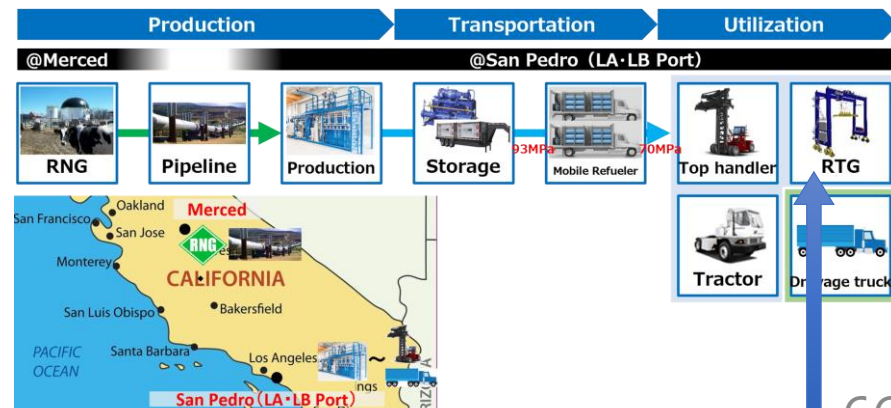 Production
Transportation
Utilization
@Merced
@San Pedro (LA・LB Port)
RNG
Pipeline
Production
Storage
93MPa
Mobile Refueler
70MPa
Top handler
RTG
Tractor
Oakland
San Francisco
Merced
San Jose
RNG
Monterey
CALIFORNIA
San Luis Obispo
Bakersfield
PACIFIC
OCEAN
Santa Barbara
Los Angeles
~
ngs
San Pedro (LA・LB Port)
truck